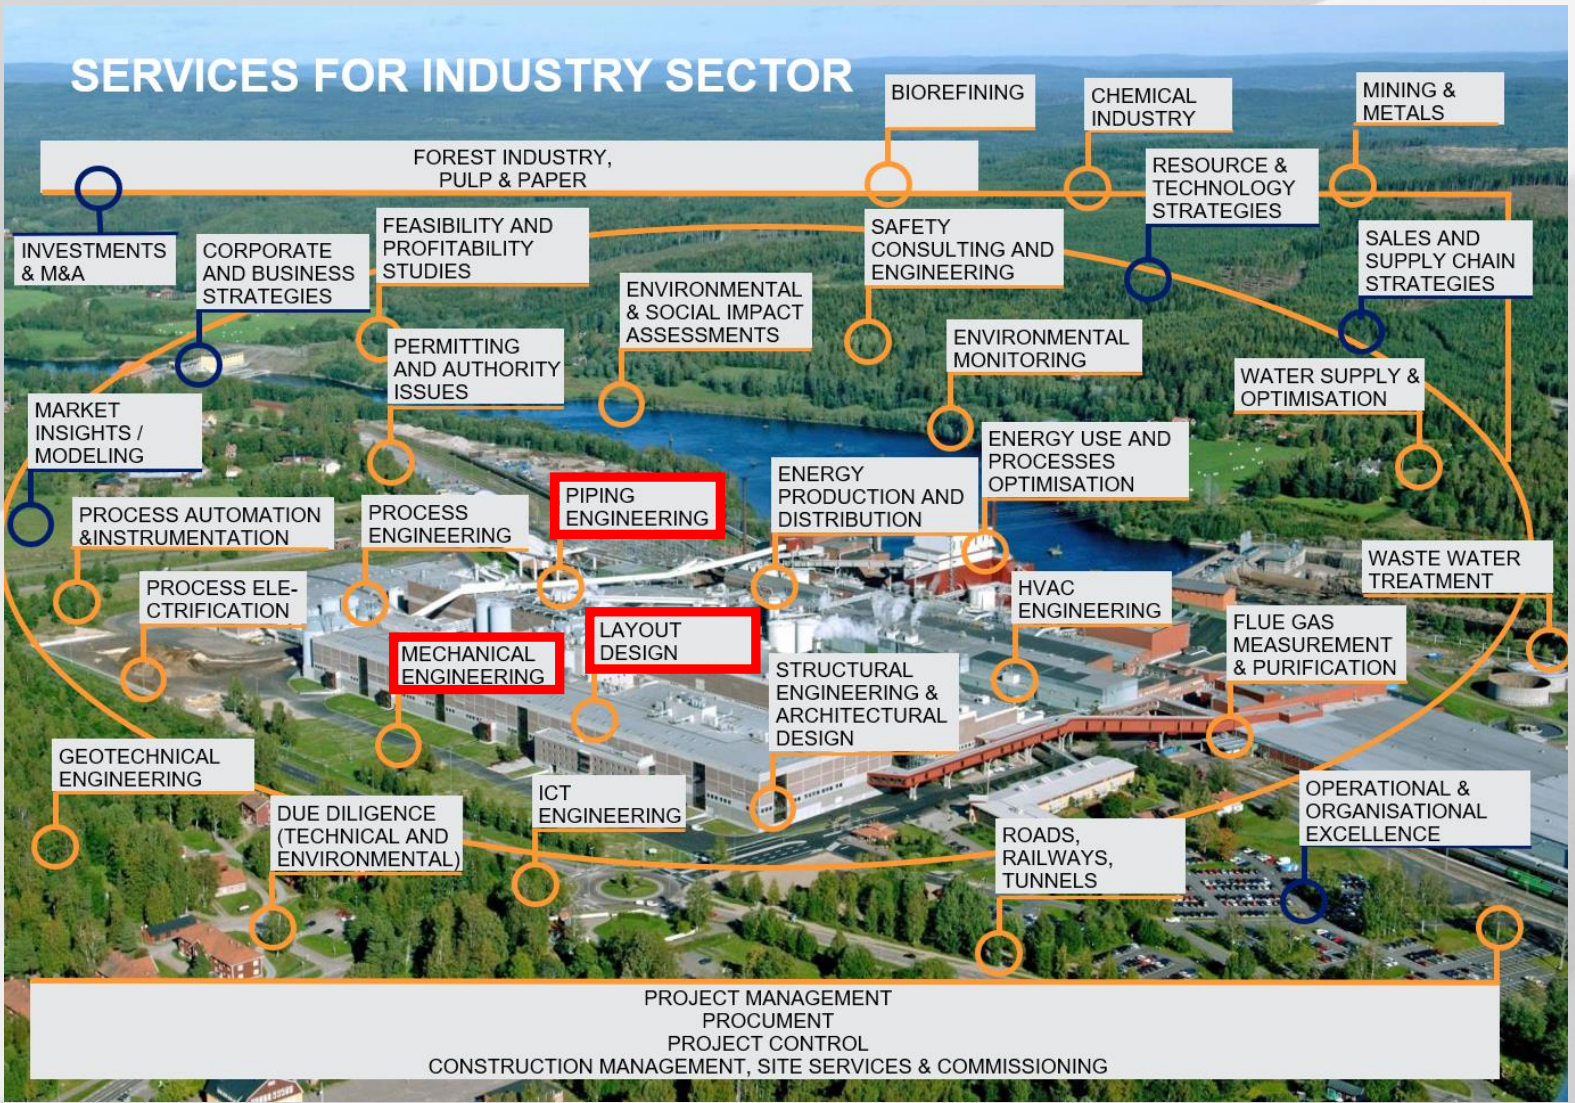 SERVICES FOR INDUSTRY SECTOR
BIOREFINING
CHEMICAL
INDUSTRY
MINING &
METALS
FOREST INDUSTRY,
PULP & PAPER
RESOURCE &
TECHNOLOGY
STRATEGIES
INVESTMENTS
& M&A
CORPORATE
AND BUSINESS
STRATEGIES
FEASIBILITY AND
PROFITABILITY
STUDIES
SAFETY
CONSULTING AND
ENGINEERING
SALES AND
SUPPLY CHAIN
STRATEGIES
ENVIRONMENTAL
& SOCIAL IMPACT
ASSESSMENTS
PERMITTING
AND AUTHORITY
ISSUES
ENVIRONMENTAL
MONITORING
WATER SUPPLY &
OPTIMISATION
MARKET
INSIGHTS /
MODELING
ENERGY USE AND
PROCESSES
OPTIMISATION
ENERGY
PRODUCTION AND
DISTRIBUTION
PIPING
ENGINEERING
PROCESS
ENGINEERING
PROCESS AUTOMATION
&INSTRUMENTATION
WASTE WATER
TREATMENT
PROCESS ELE-
CTRIFICATION
HVAC
ENGINEERING
FLUE GAS
MEASUREMENT
& PURIFICATION
LAYOUT
DESIGN
MECHANICAL
ENGINEERING
STRUCTURAL
ENGINEERING &
ARCHITECTURAL
DESIGN
GEOTECHNICAL
ENGINEERING
ICT
ENGINEERING
OPERATIONAL &
ORGANISATIONAL
EXCELLENCE
DUE DILIGENCE
(TECHNICAL AND
ENVIRONMENTAL)
ROADS,
RAILWAYS,
TUNNELS
PROJECT MANAGEMENT
PROCUMENT
PROJECT CONTROL
CONSTRUCTION MANAGEMENT, SITE SERVICES & COMMISSIONING